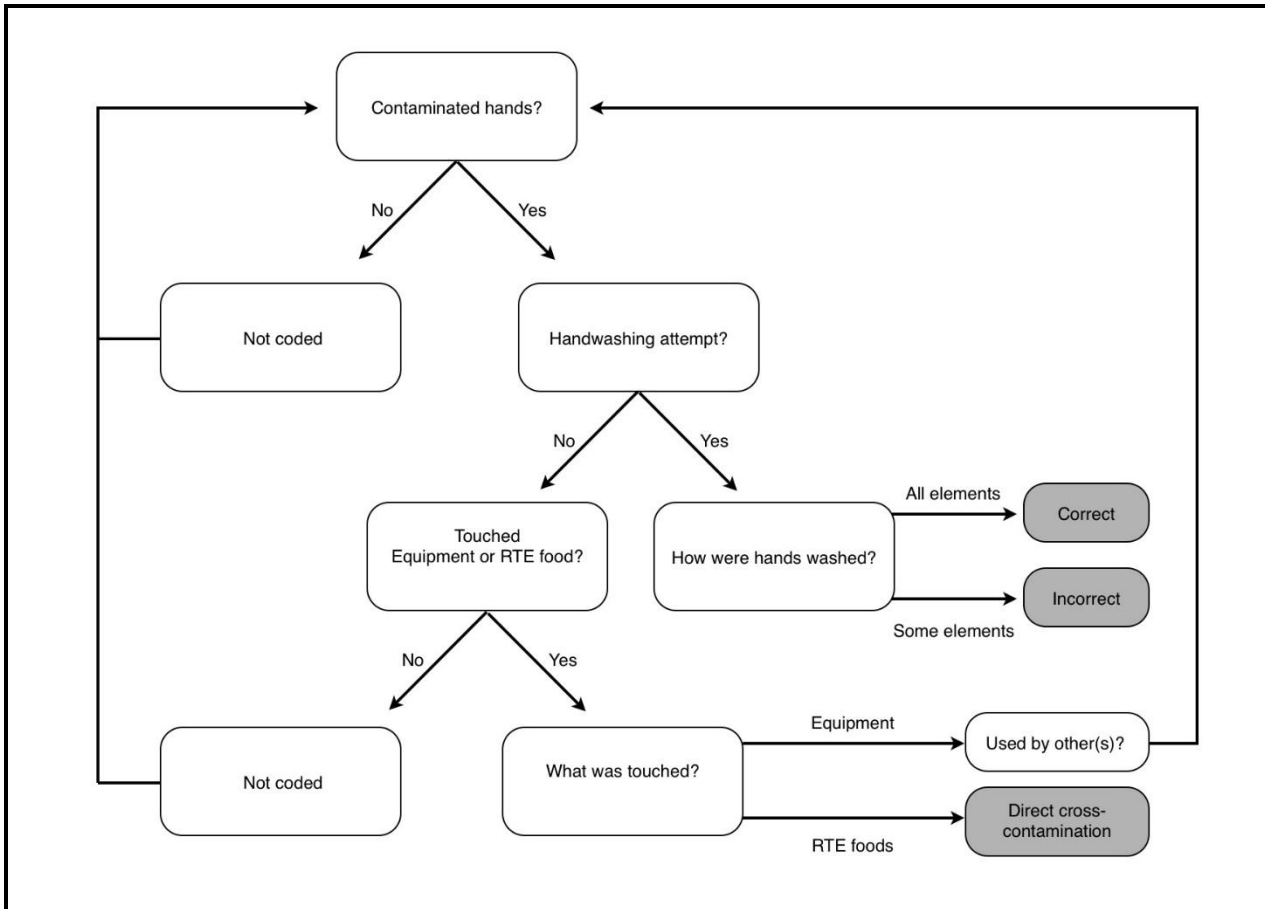 Contaminated hands?
No
Yes
Not coded
Handwashing attempt?
No
Yes
Touched
Equipment or RTE food?
How were hands washed?
All elements
Correct
Some elements
Incorrect
No
Yes
Not coded
What was touched?
Equipment
Used by other(s)?
RTE foods
Direct cross-
contamination